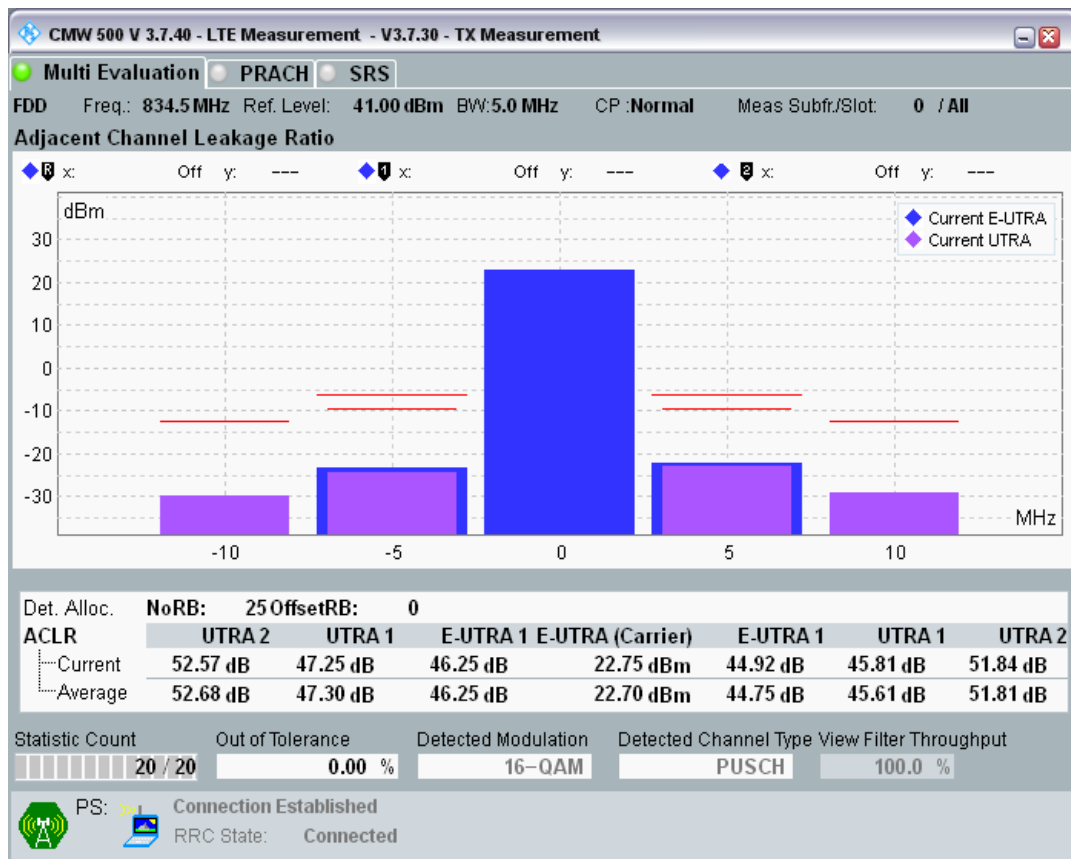 CMW 500 V 3.7.40 - LTE Measurement - V3.7.30 - TX Measurement
Multi Evaluation PRACH SRS
FDD Freq.: 834.5 MHz Ref. Level: 41.00 dBm BW:5.0 MHz CP :Normal Meas Subfr./Slot: 0 / All
Adjacent Channel Leakage Ratio
R x: Off y: --- 1 x: Off y: --- 2 x: Off y: ---
dBm
Current E-UTRA
Current UTRA
30
20
10
0
-10
-20
-30
MHz
-10 -5 0 5 10
Det. Alloc. NoRB: 25 OffsetRB: 0
ACLR UTRA 2 UTRA 1 E-UTRA 1 E-UTRA (Carrier) E-UTRA 1 UTRA 1 UTRA 2
Current 52.57 dB 47.25 dB 46.25 dB 22.75 dBm 44.92 dB 45.81 dB 51.84 dB
Average 52.68 dB 47.30 dB 46.25 dB 22.70 dBm 44.75 dB 45.61 dB 51.81 dB
Statistic Count Out of Tolerance Detected Modulation Detected Channel Type View Filter Throughput
20 / 20 0.00 % 16-QAM PUSCH 100.0 %
PS: Connection Established
RRC State: Connected